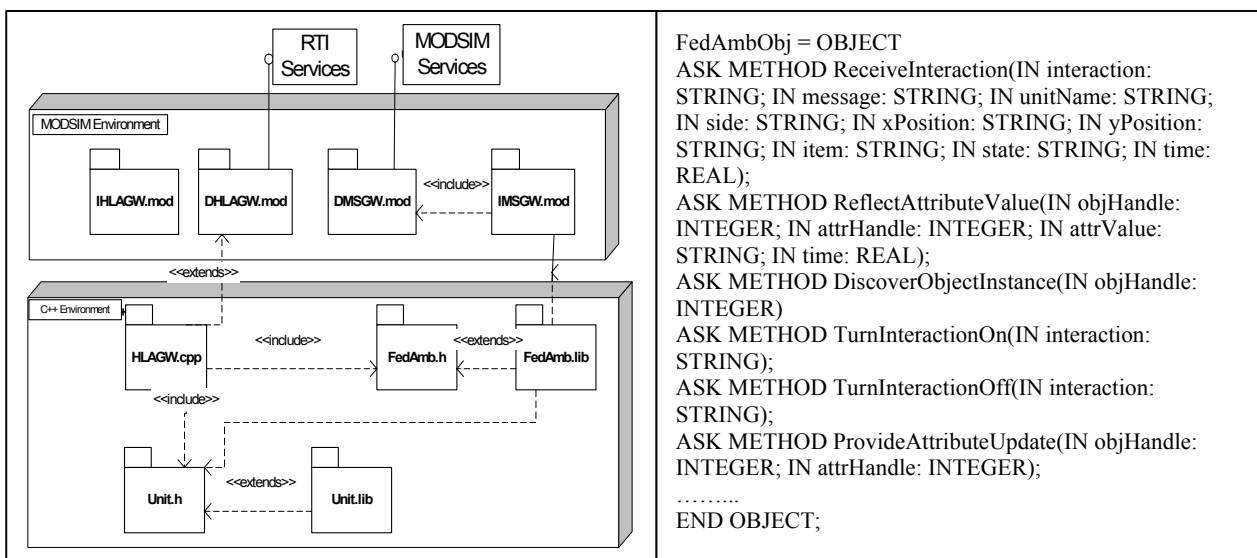 RTI
Services
MODSIM
Services
MODSIM Environment
IHLAGW.mod
DHLAGW.mod
DMSGW.mod
<<include>>
IMSGW.mod
<<extends>>
C++ Environment
HLAGW.cpp
<<include>>
FedAmb.h
<<extends>>
FedAmb.lib
<<include>>
Unit.h
<<extends>>
Unit.lib
FedAmbObj = OBJECT
ASK METHOD ReceiveInteraction(IN interaction:
STRING; IN message: STRING; IN unitName: STRING;
IN side: STRING; IN xPosition: STRING; IN yPosition:
STRING; IN item: STRING; IN state: STRING; IN time:
REAL);
ASK METHOD ReflectAttributeValue(IN objHandle:
INTEGER; IN attrHandle: INTEGER; IN attrValue:
STRING; IN time: REAL);
ASK METHOD DiscoverObjectInstance(IN objHandle:
INTEGER)
ASK METHOD TurnInteractionOn(IN interaction:
STRING);
ASK METHOD TurnInteractionOff(IN interaction:
STRING);
ASK METHOD ProvideAttributeUpdate(IN objHandle:
INTEGER; IN attrHandle: INTEGER);
……...
END OBJECT;